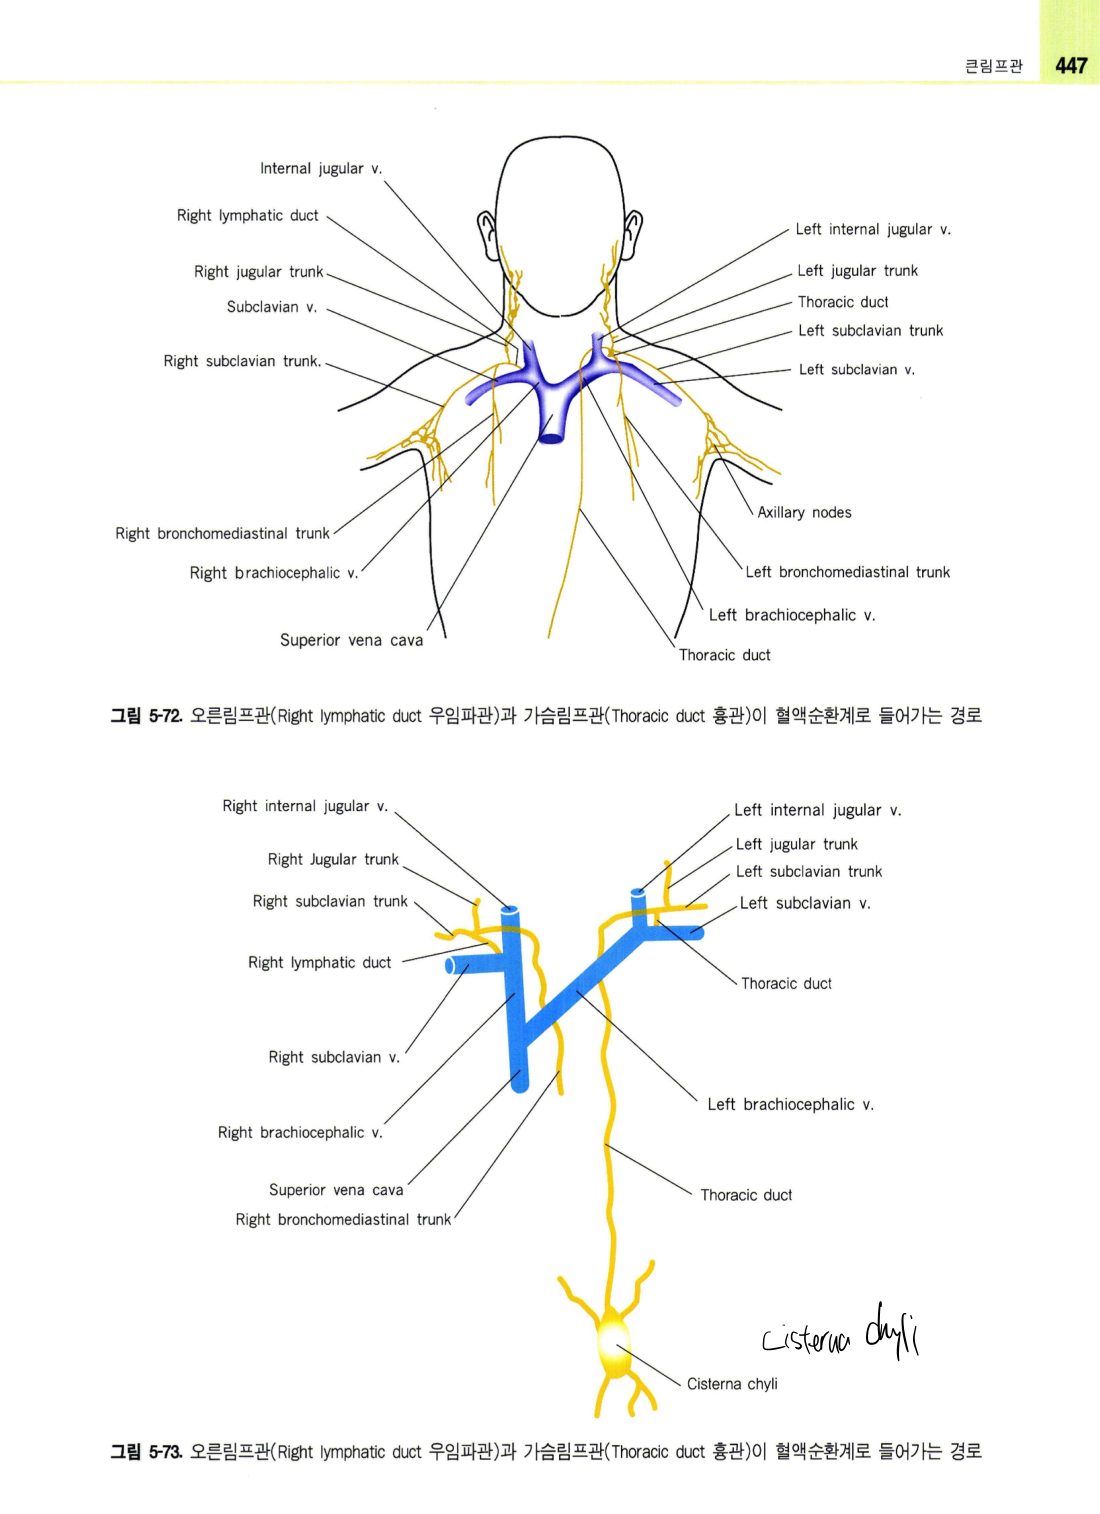 큰림프관 447
Internal jugular v.
Right lymphatic duct
Right jugular trunk
Subclavian v.
Right subclavian trunk.
Right bronchomediastinal trunk
Right brachiocephalic v.
Superior vena cava
Left internal jugular v.
Left jugular trunk
Thoracic duct
Left subclavian trunk
Left subclavian v.
Axillary nodes
Left bronchomediastinal trunk
Left brachiocephalic v.
Thoracic duct
그림 5-72. 오른림프관(Right lymphatic duct 우임파관)과 가슴림프관(Thoracic duct 흉관)이 혈액순환계로 들어가는 경로
Right internal jugular v.
Right Jugular trunk
Right subclavian trunk
Right lymphatic duct
Right subclavian v.
Right brachiocephalic v.
Superior vena cava
Right bronchomediastinal trunk
Left internal jugular v.
Left jugular trunk
Left subclavian trunk
Left subclavian v.
Thoracic duct
Left brachiocephalic v.
Thoracic duct
cisterna chyli
Cisterna chyli
그림 5-73. 오른림프관(Right lymphatic duct 우임파관)과 가슴림프관(Thoracic duct 흉관)이 혈액순환계로 들어가는 경로